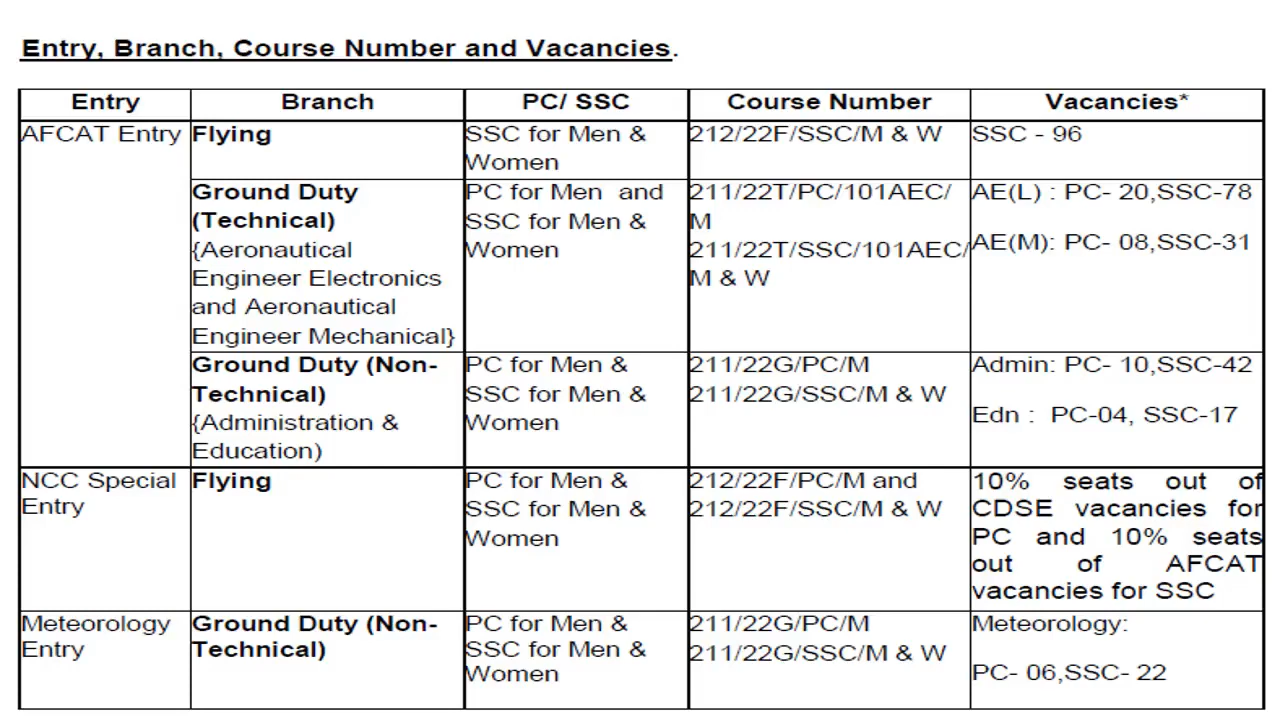 Entry, Branch, Course Number and Vacancies.
Entry
Branch
PC/ SSC
Course Number
Vacancies*
AFCAT Entry
Flying
SSC for Men &
Women
212/22F/SSC/M & W
SSC - 96
Ground Duty
(Technical)
{Aeronautical
Engineer Electronics
and Aeronautical
Engineer Mechanical}
PC for Men and
SSC for Men &
Women
211/22T/PC/101AEC/
M
211/22T/SSC/101AEC/
M & W
AE(L) : PC- 20,SSC-78
AE(M): PC- 08,SSC-31
Ground Duty (Non-
Technical)
{Administration &
Education)
PC for Men &
SSC for Men &
Women
211/22G/PC/M
211/22G/SSC/M & W
Admin: PC- 10,SSC-42
Edn : PC-04, SSC-17
NCC Special
Entry
Flying
PC for Men &
SSC for Men &
Women
212/22F/PC/M and
212/22F/SSC/M & W
10% seats out of
CDSE vacancies for
PC and 10% seats
out of AFCAT
vacancies for SSC
Meteorology
Entry
Ground Duty (Non-
Technical)
PC for Men &
SSC for Men &
Women
211/22G/PC/M
211/22G/SSC/M & W
Meteorology:
PC- 06,SSC- 22